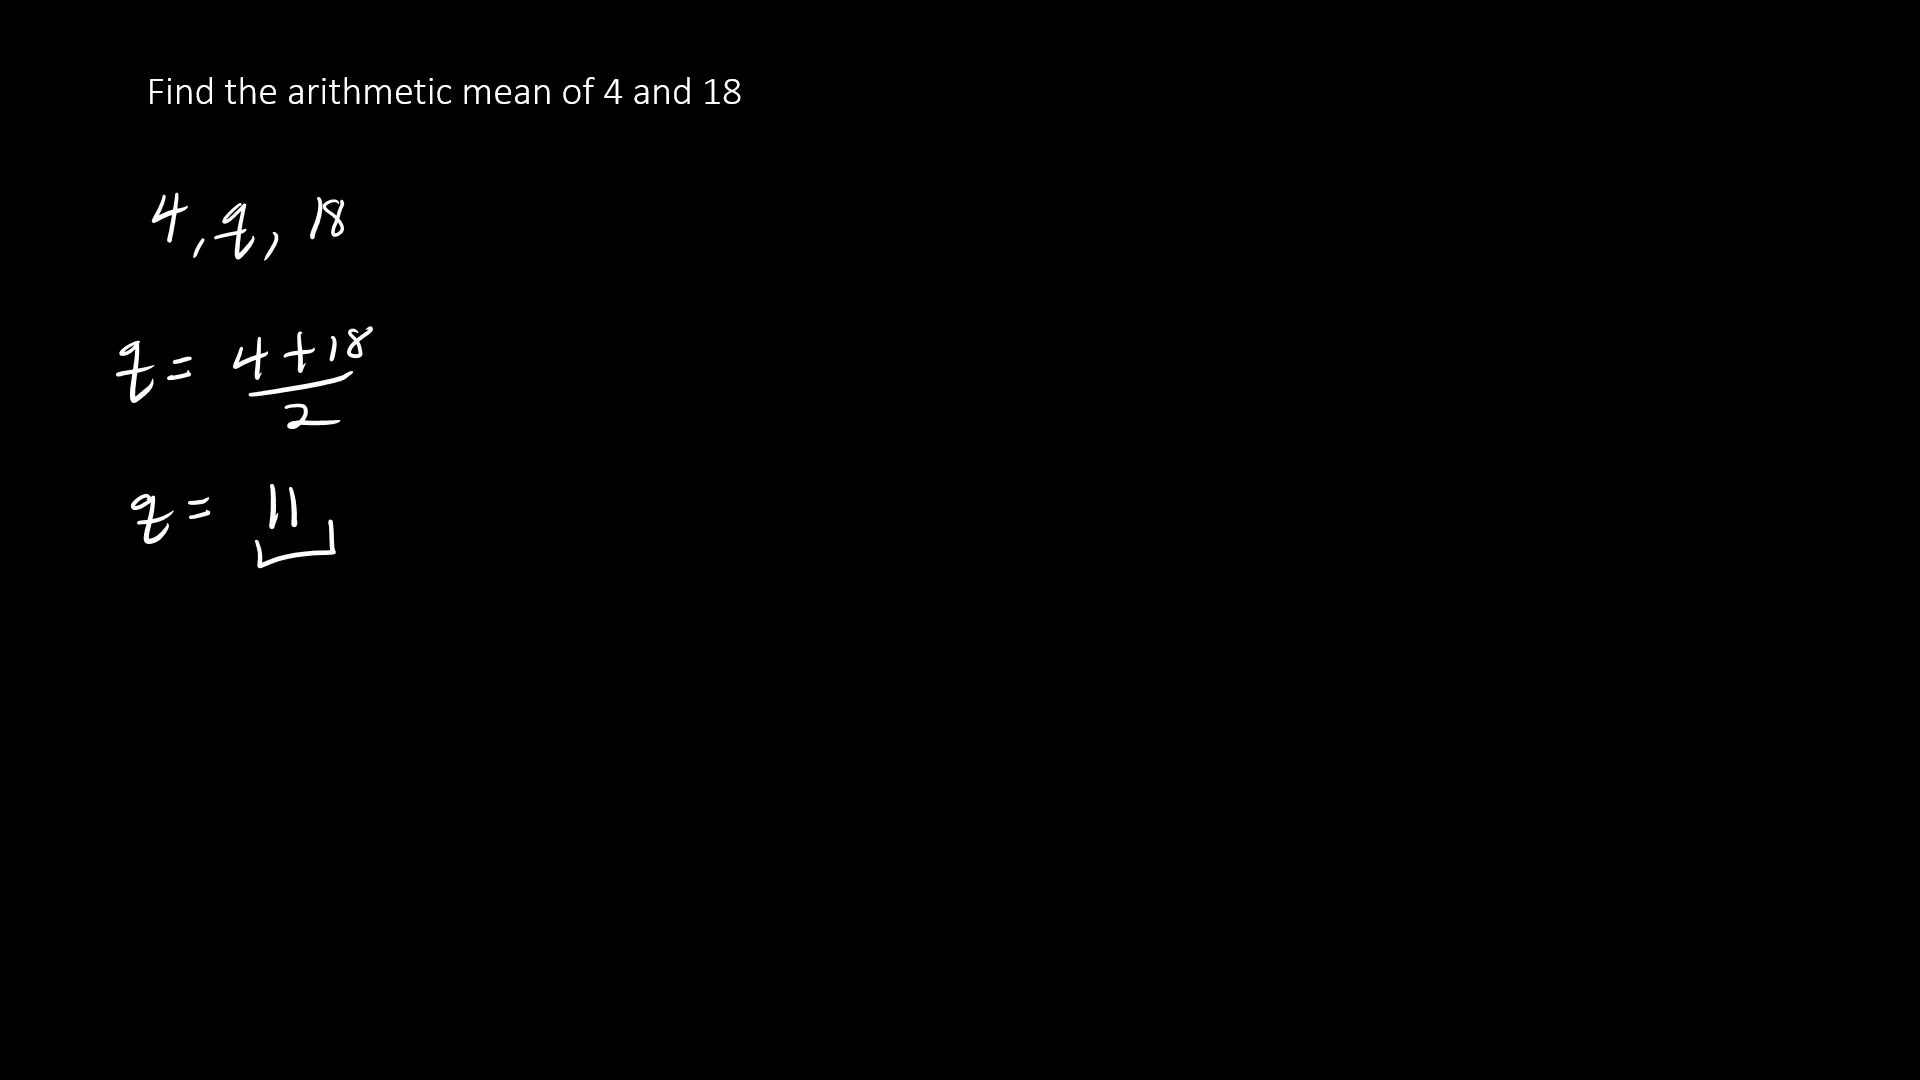 Find the arithmetic mean of 4 and 18
4, q, 18
q = 4+18/2
q = 11